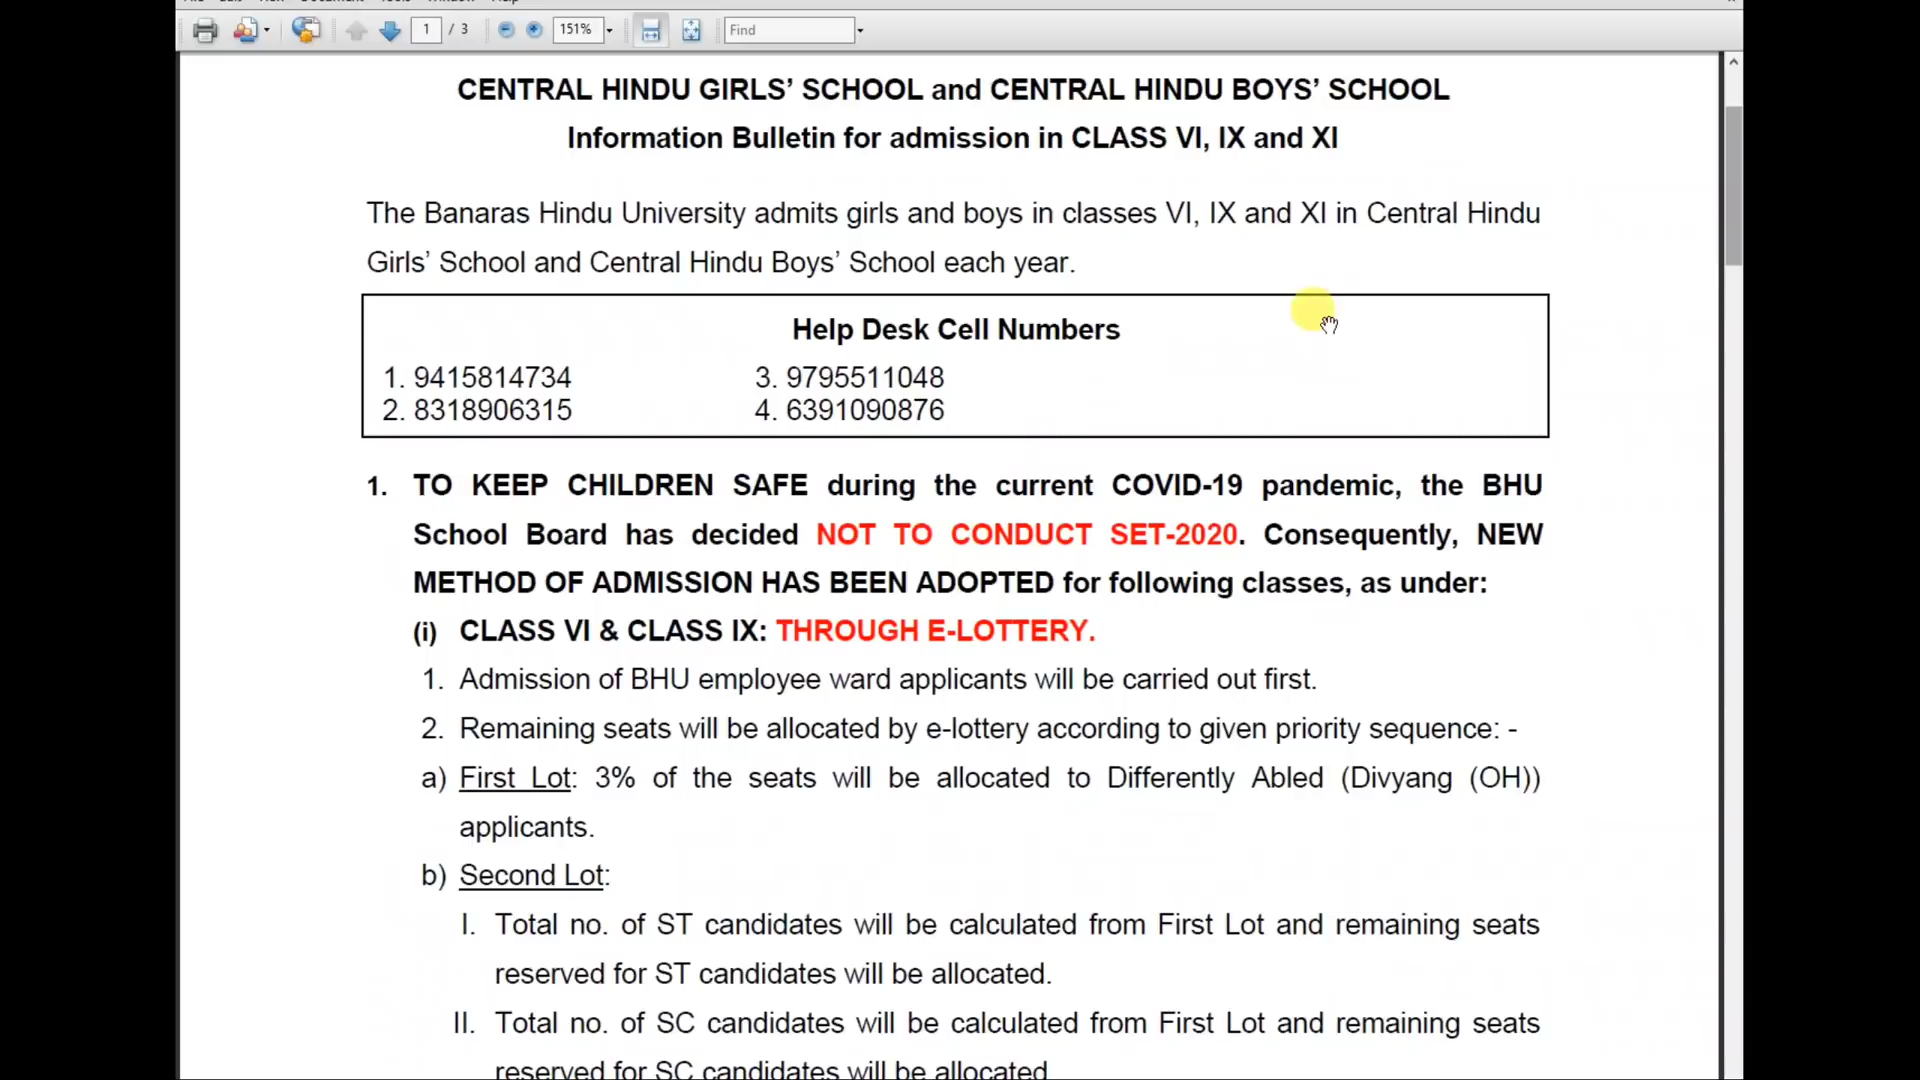 1 / 3 151% Find
CENTRAL HINDU GIRLS’ SCHOOL and CENTRAL HINDU BOYS’ SCHOOL
Information Bulletin for admission in CLASS VI, IX and XI
The Banaras Hindu University admits girls and boys in classes VI, IX and XI in Central Hindu
Girls’ School and Central Hindu Boys’ School each year.
Help Desk Cell Numbers
1. 9415814734 3. 9795511048
2. 8318906315 4. 6391090876
1. TO KEEP CHILDREN SAFE during the current COVID-19 pandemic, the BHU
School Board has decided NOT TO CONDUCT SET-2020. Consequently, NEW
METHOD OF ADMISSION HAS BEEN ADOPTED for following classes, as under:
(i) CLASS VI & CLASS IX: THROUGH E-LOTTERY.
1. Admission of BHU employee ward applicants will be carried out first.
2. Remaining seats will be allocated by e-lottery according to given priority sequence: -
a) First Lot: 3% of the seats will be allocated to Differently Abled (Divyang (OH))
applicants.
b) Second Lot:
I. Total no. of ST candidates will be calculated from First Lot and remaining seats
reserved for ST candidates will be allocated.
II. Total no. of SC candidates will be calculated from First Lot and remaining seats
reserved for SC candidates will be allocated